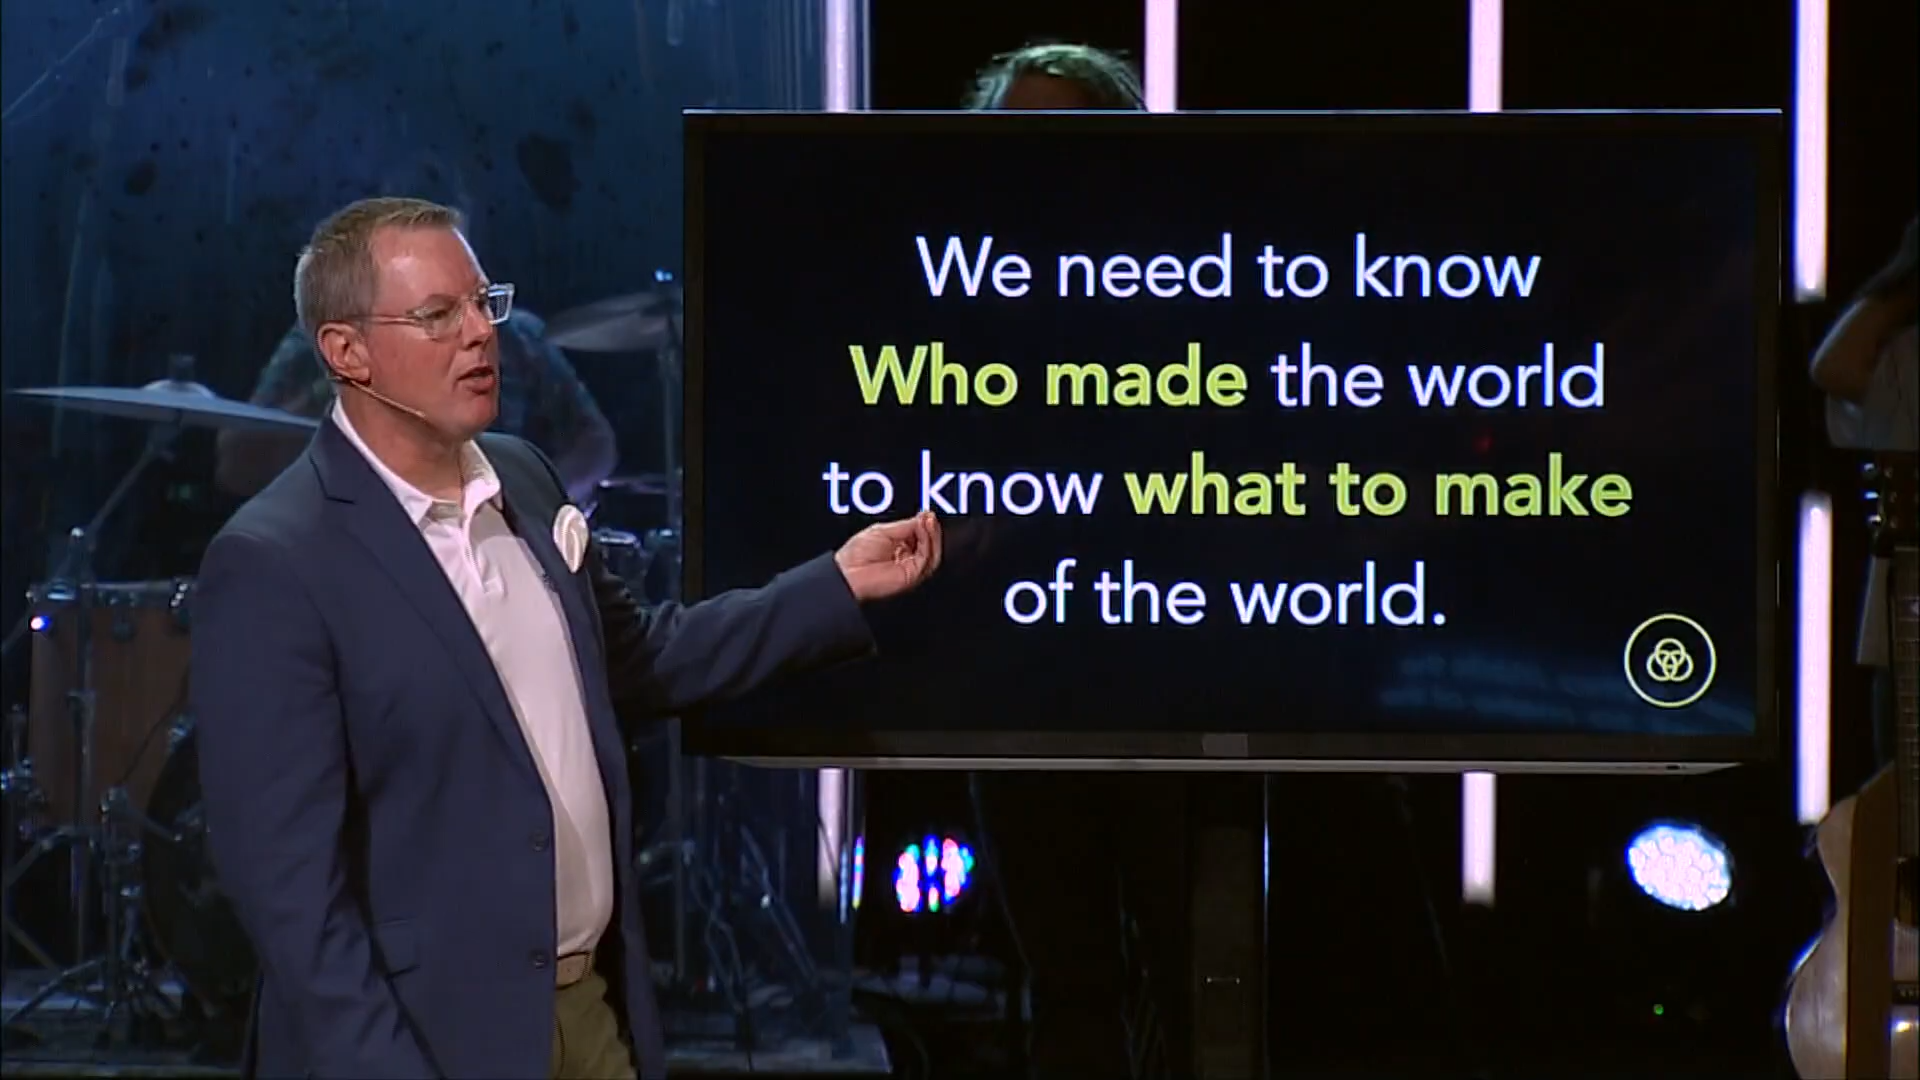 We need to know
Who made the world
to know what to make
of the world.